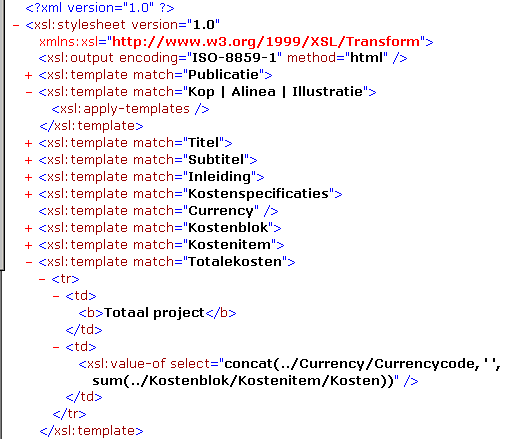 <?xml version="1.0" ?>
- <xsl:stylesheet version="1.0"
xmlns:xsl="http://www.w3.org/1999/XSL/Transform">
<xsl:output encoding="ISO-8859-1" method="html" />
+ <xsl:template match="Publicatie">
- <xsl:template match="Kop | Alinea | Illustratie">
<xsl:apply-templates />
</xsl:template>
+ <xsl:template match="Titel">
+ <xsl:template match="Subtitel">
+ <xsl:template match="Inleiding">
+ <xsl:template match="Kostenspecificaties">
<xsl:template match="Currency" />
+ <xsl:template match="Kostenblok">
+ <xsl:template match="Kostenitem">
- <xsl:template match="Totalekosten">
- <tr>
- <td>
<b>Totaal project</b>
</td>
- <td>
<xsl:value-of select="concat(../Currency/Currencycode, ' ',
sum(../Kostenblok/Kostenitem/Kosten))" />
</td>
</tr>
</xsl:template>